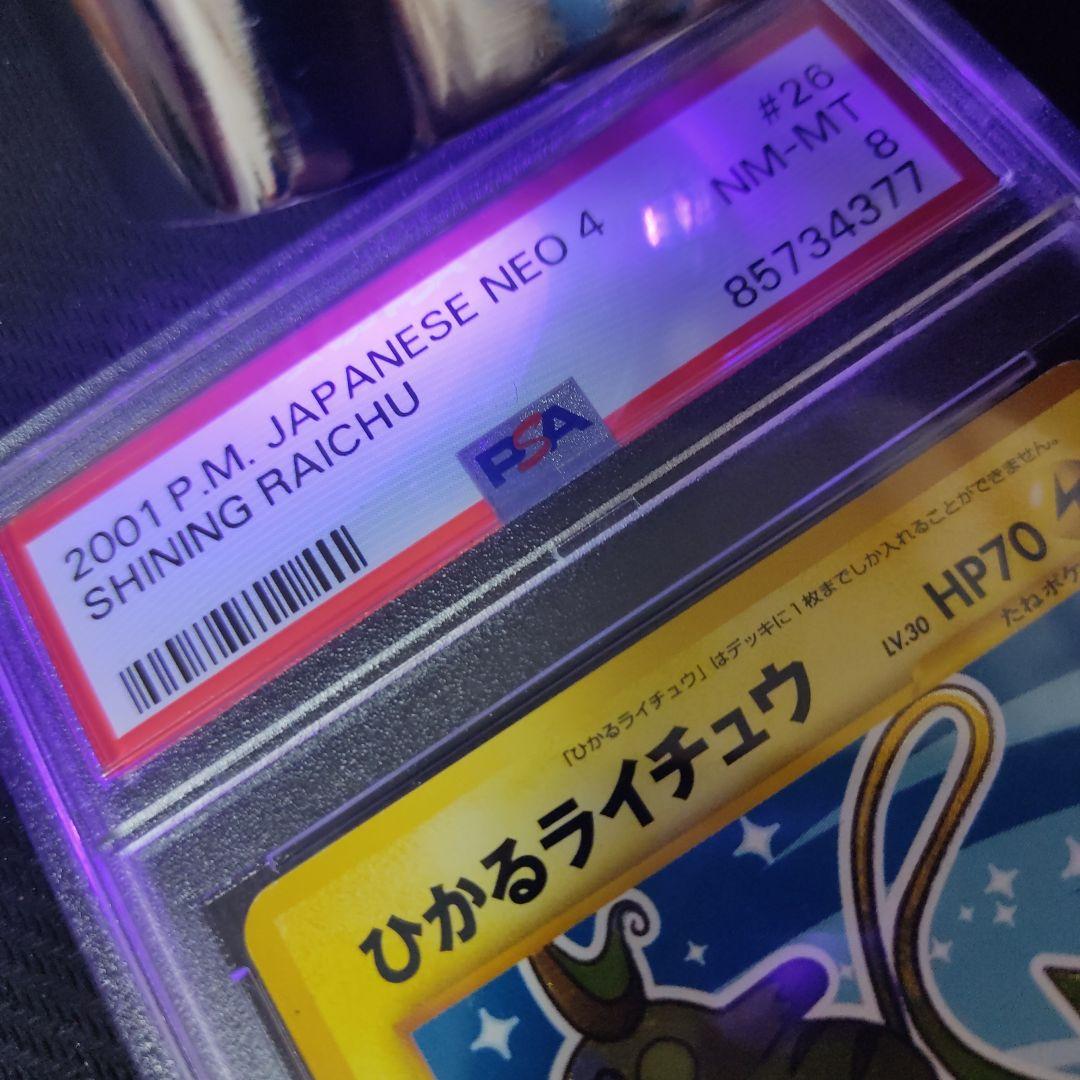 2001 P.M. JAPANESE NEO 4
#26
SHINING RAICHU
NM-MT
8
85734377
PSA
「ひかるライチュウ」はデッキに1枚までしか入れることができません。
ひかるライチュウ
LV.30 HP70
たねポケ